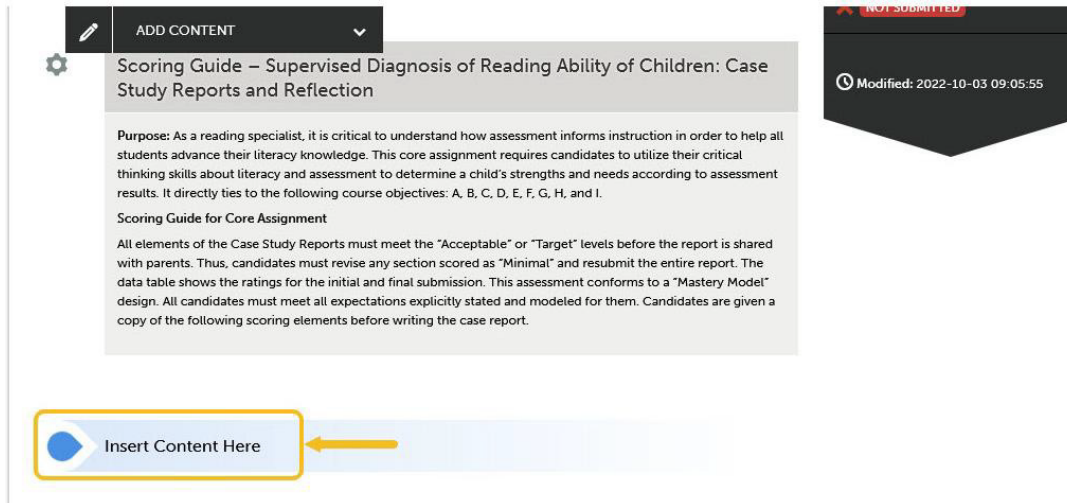 ADD CONTENT
NOT SUBMITTED
Modified: 2022-10-03 09:05:55
Scoring Guide – Supervised Diagnosis of Reading Ability of Children: Case
Study Reports and Reflection
Purpose: As a reading specialist, it is critical to understand how assessment informs instruction in order to help all
students advance their literacy knowledge. This core assignment requires candidates to utilize their critical
thinking skills about literacy and assessment to determine a child's strengths and needs according to assessment
results. It directly ties to the following course objectives: A, B, C, D, E, F, G, H, and I.
Scoring Guide for Core Assignment
All elements of the Case Study Reports must meet the "Acceptable" or "Target" levels before the report is shared
with parents. Thus, candidates must revise any section scored as "Minimal" and resubmit the entire report. The
data table shows the ratings for the initial and final submission. This assessment conforms to a "Mastery Model"
design. All candidates must meet all expectations explicitly stated and modeled for them. Candidates are given a
copy of the following scoring elements before writing the case report.
Insert Content Here